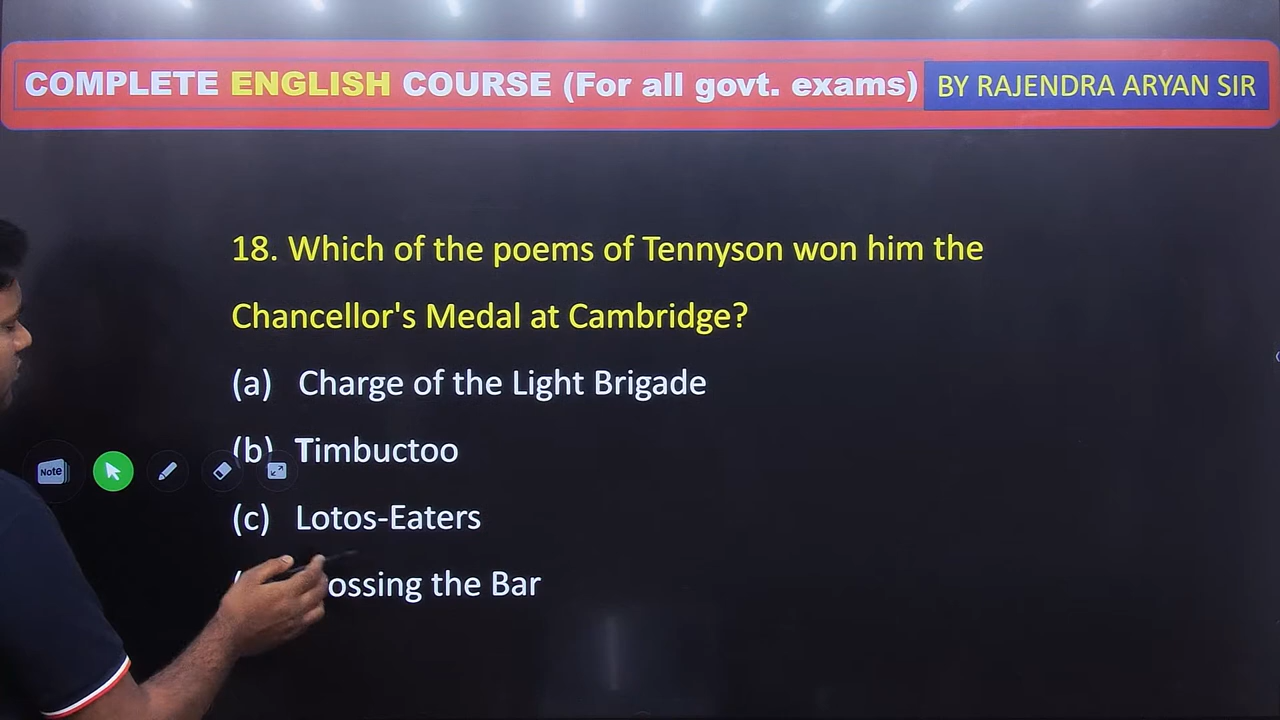 COMPLETE ENGLISH COURSE (For all govt. exams) BY RAJENDRA ARYAN SIR
18. Which of the poems of Tennyson won him the
Chancellor's Medal at Cambridge?
(a) Charge of the Light Brigade
(b) Timbuctoo
Note
(c) Lotos-Eaters
the Bar